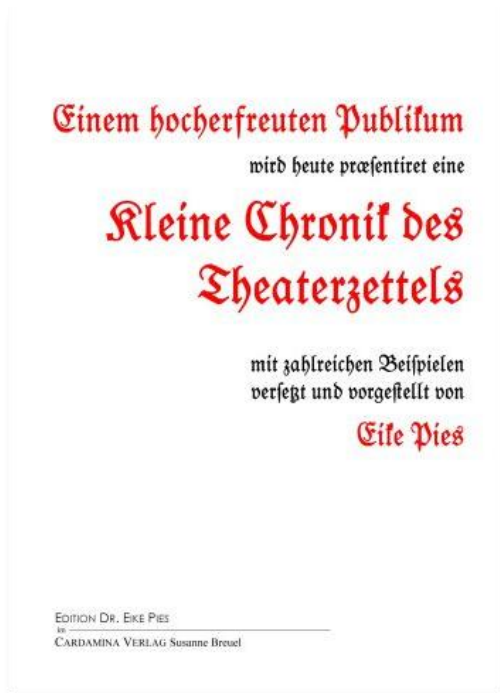 Einem hocherfreuten Publikum
wird heute præſentiret eine
Kleine Chronik des
Theaterzettels
mit zahlreichen Beiſpielen
verſetzt und vorgeſtellt von
Eike Pies
EDITION DR. EIKE PIES
im
CARDAMINA VERLAG Susanne Breuel